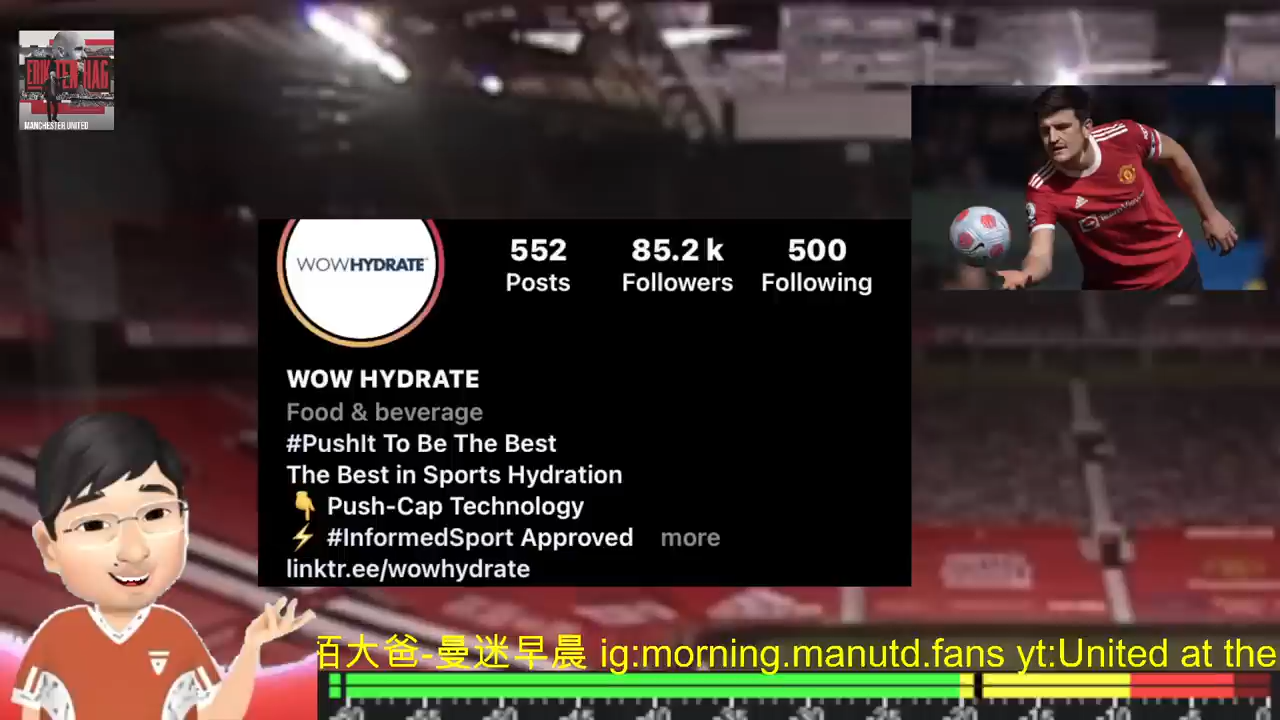 ERIK TEN HAG
MANCHESTER UNITED
WOWHYDRATE
552
85.2 k
500
Posts
Followers
Following
WOW HYDRATE
Food & beverage
#PushIt To Be The Best
The Best in Sports Hydration
👇 Push-Cap Technology
⚡ #InformedSport Approved more
linktr.ee/wowhydrate
TeamViewer
大爸-曼迷早晨 ig:morning.manutd.fans yt:United at the